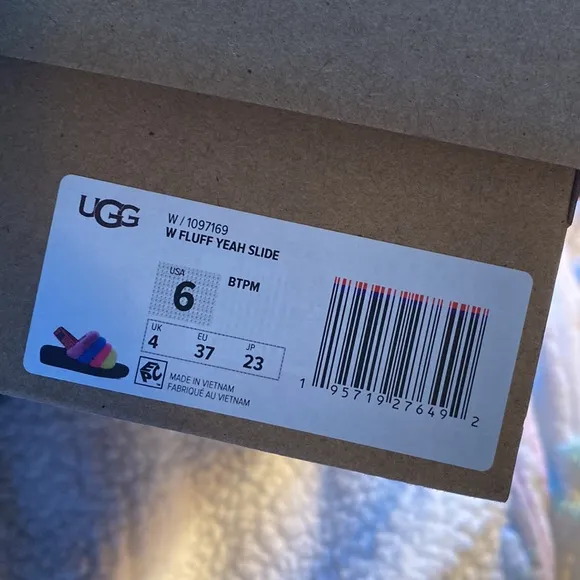 UGG
W / 1097169
W FLUFF YEAH SLIDE
USA
6
BTPM
UK
4
EU
37
JP
23
MADE IN VIETNAM
FABRIQUÉ AU VIETNAM
1 95719 27649 2